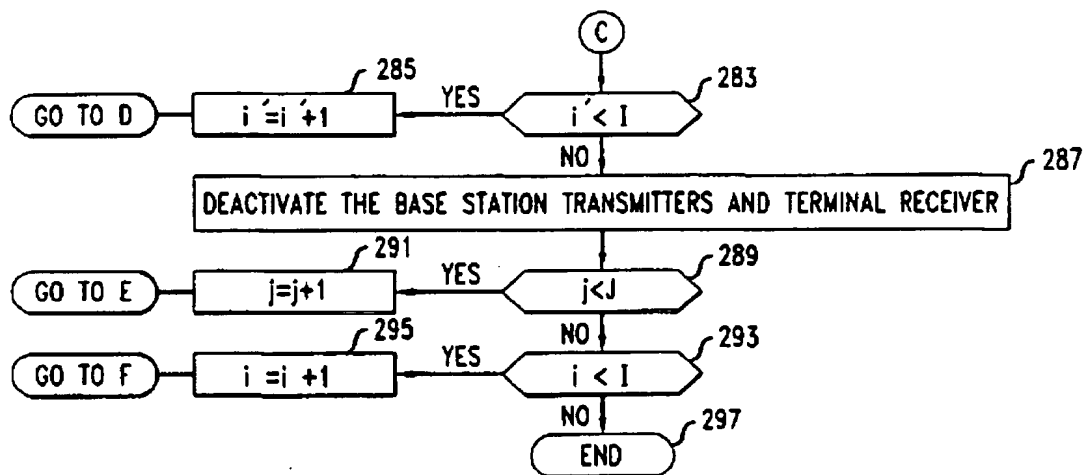 C
285
283
GO TO D
i´=i´+1
YES
i´< I
NO
287
DEACTIVATE THE BASE STATION TRANSMITTERS AND TERMINAL RECEIVER
291
289
GO TO E
j=j+1
YES
j<J
NO
295
293
GO TO F
i =i +1
YES
i < I
NO
297
END